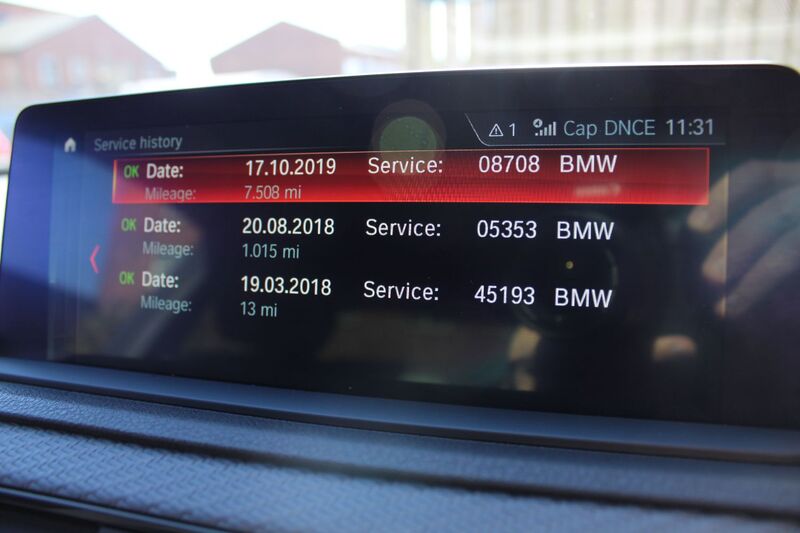 Service history
1 Cap DNCE 11:31
OK Date: 17.10.2019 Service: 08708 BMW
Mileage: 7.508 mi
OK Date: 20.08.2018 Service: 05353 BMW
Mileage: 1.015 mi
OK Date: 19.03.2018 Service: 45193 BMW
Mileage: 13 mi